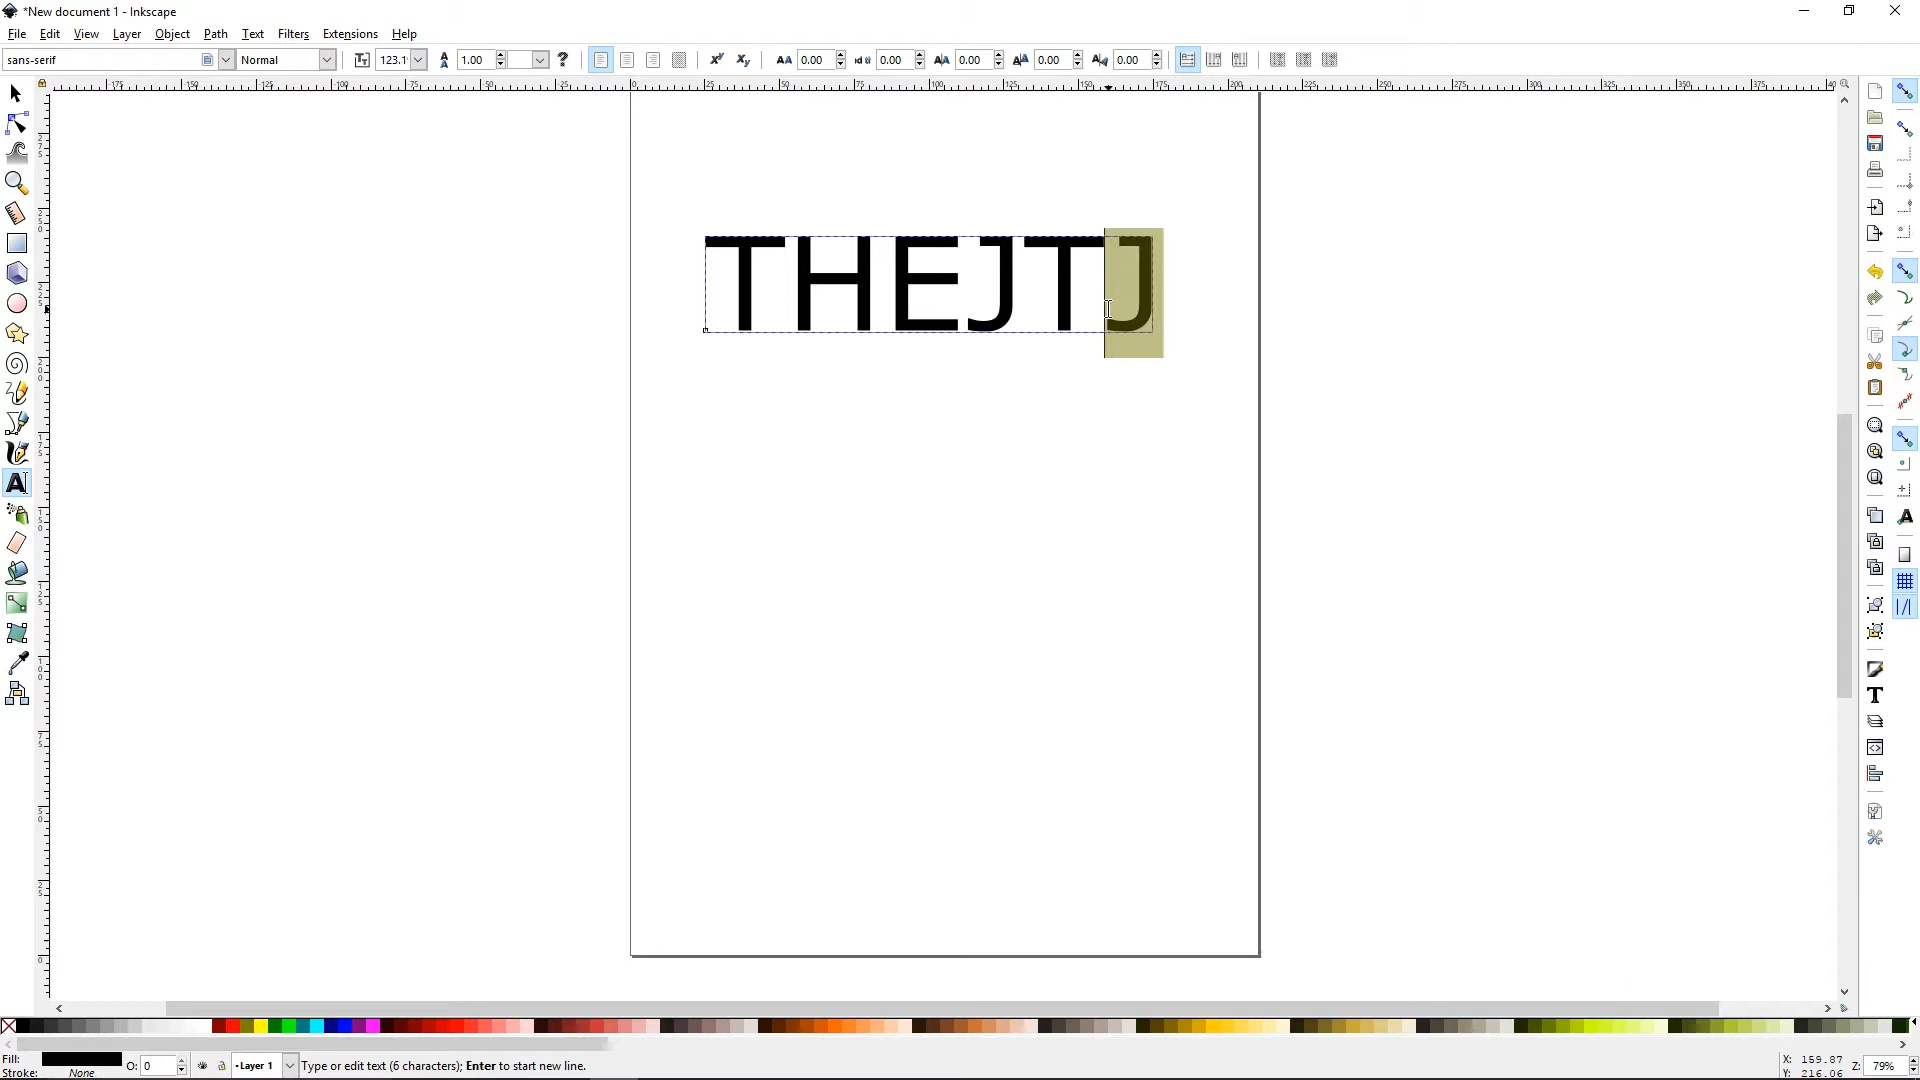 *New document 1 - Inkscape
File Edit View Layer Object Path Text Filters Extensions Help
sans-serif Normal 1.00 0.00 0.00 0.00 0.00 0.00
THEJTJ
Fill:
Stroke: None O: 0 •Layer 1 Type or edit text (6 characters); Enter to start new line.
X: 159.87
Y: 216.06
Z: 79%